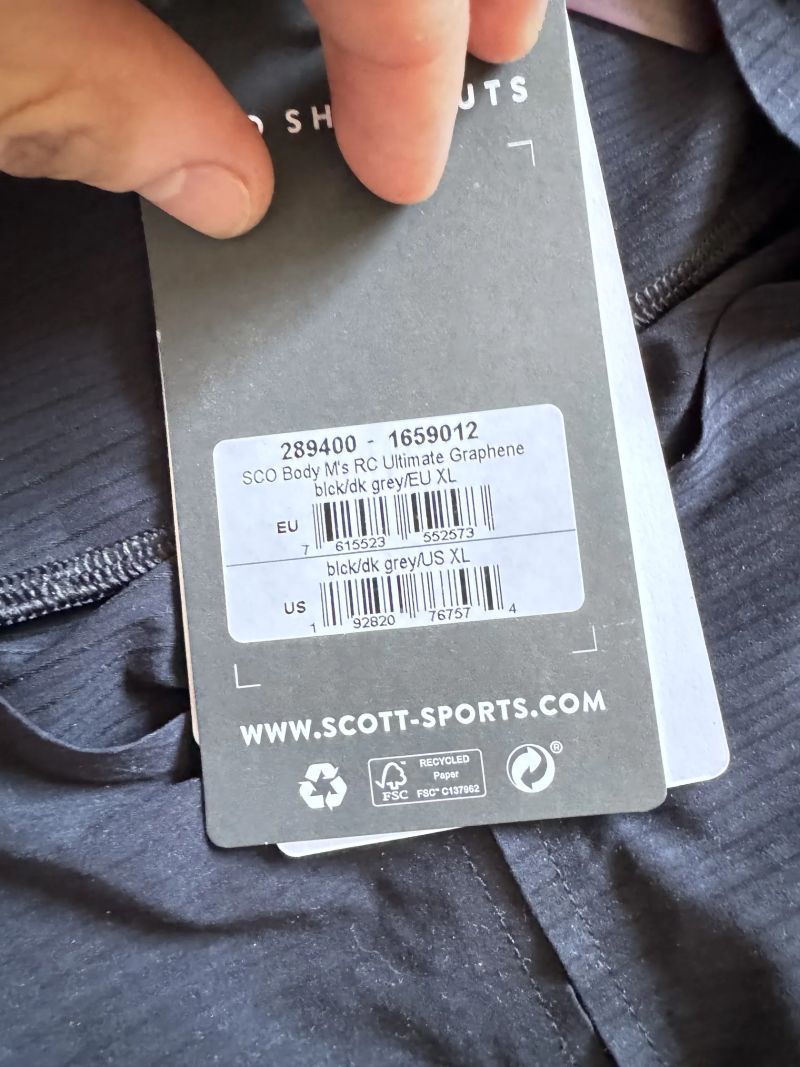 289400 - 1659012
SCO Body M's RC Ultimate Graphene
blck/dk grey/EU XL
EU
7 615523 552573
blck/dk grey/US XL
US
1 92820 76757 4
WWW.SCOTT-SPORTS.COM
FSC
RECYCLED
Paper
FSC™ C137962
®